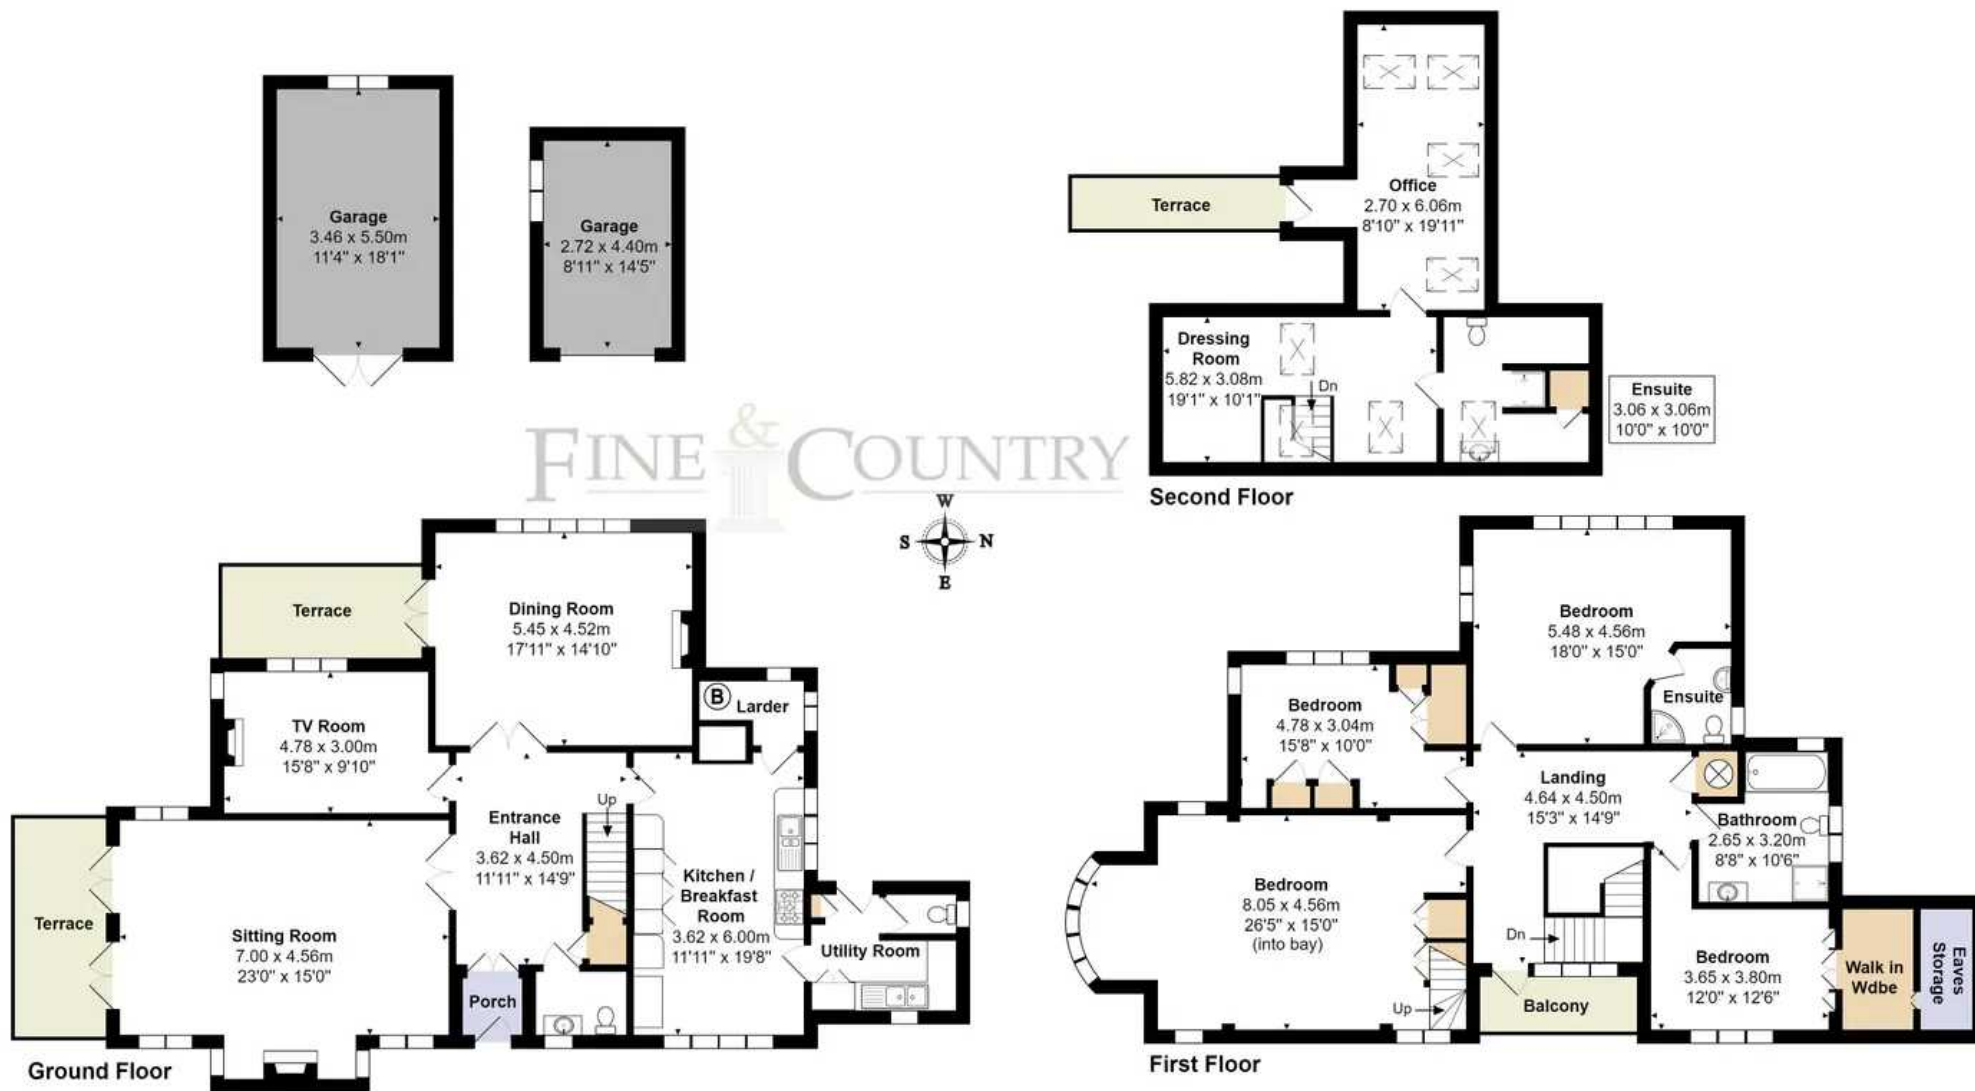 Garage
3.46 x 5.50m
11'4" x 18'1"
Garage
2.72 x 4.40m
8'11" x 14'5"
Terrace
Office
2.70 x 6.06m
8'10" x 19'11"
Dressing
Room
5.82 x 3.08m
19'1" x 10'1"
Dn
Ensuite
3.06 x 3.06m
10'0" x 10'0"
Second Floor
FINE & COUNTRY
W
S N
E
Terrace
Dining Room
5.45 x 4.52m
17'11" x 14'10"
TV Room
4.78 x 3.00m
15'8" x 9'10"
B
Larder
Up
Entrance
Hall
3.62 x 4.50m
11'11" x 14'9"
Terrace
Sitting Room
7.00 x 4.56m
23'0" x 15'0"
Kitchen /
Breakfast
Room
3.62 x 6.00m
11'11" x 19'8"
Utility Room
Porch
Ground Floor
Bedroom
5.48 x 4.56m
18'0" x 15'0"
Ensuite
Bedroom
4.78 x 3.04m
15'8" x 10'0"
Landing
4.64 x 4.50m
15'3" x 14'9"
Bathroom
2.65 x 3.20m
8'8" x 10'6"
Bedroom
8.05 x 4.56m
26'5" x 15'0"
(into bay)
Dn
Up
Balcony
Bedroom
3.65 x 3.80m
12'0" x 12'6"
Walk in
Wdbe
Eaves
Storage
First Floor